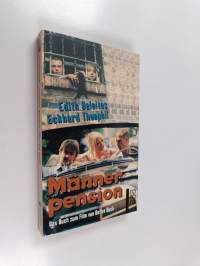 Edith Beleites
Eckhard Theophil
Männer
pension
Das Buch zum Film von Detlev Buck